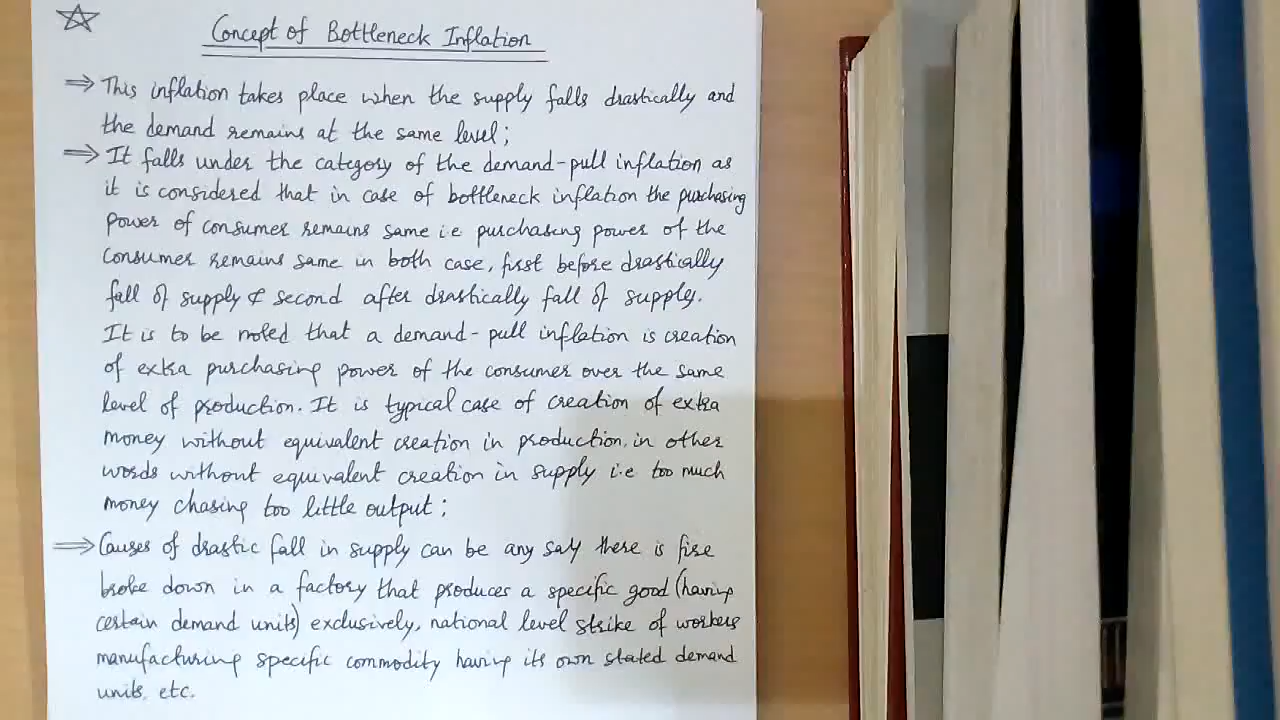 Concept of Bottleneck Inflation
⇒ This inflation takes place when the supply falls drastically and
the demand remains at the same level;
⇒ It falls under the category of the demand-pull inflation as
it is considered that in case of bottleneck inflation the purchasing
power of consumer remains same i.e purchasing power of the
consumer remains same in both case, first before drastically
fall of supply & second after drastically fall of supply.
It is to be noted that a demand-pull inflation is creation
of extra purchasing power of the consumer over the same
level of production. It is typical case of creation of extra
money without equivalent creation in production, in other
words without equivalent creation in supply i.e too much
money chasing too little output;
⇒ Causes of drastic fall in supply can be any say there is fire
broke down in a factory that produces a specific good (having
certain demand units) exclusively, national level strike of workers
manufacturing specific commodity having its own stated demand
units, etc.